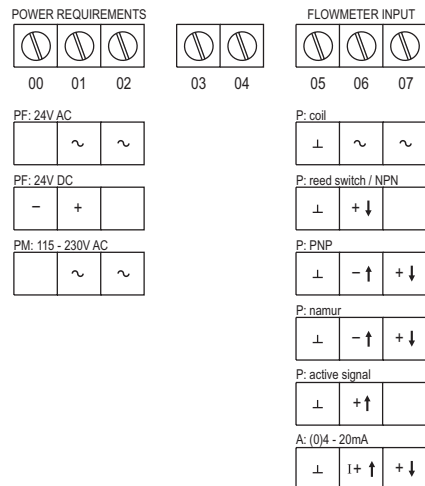 POWER REQUIREMENTS FLOWMETER INPUT
00 01 02 03 04 05 06 07
PF: 24V AC P: coil
~ ~ ⊥ ~ ~
PF: 24V DC P: reed switch / NPN
− + ⊥ +↓
PM: 115 - 230V AC P: PNP
~ ~ ⊥ −↑ +↓
P: namur
⊥ −↑ +↓
P: active signal
⊥ +↑
A: (0)4 - 20mA
⊥ I+ ↑ +↓